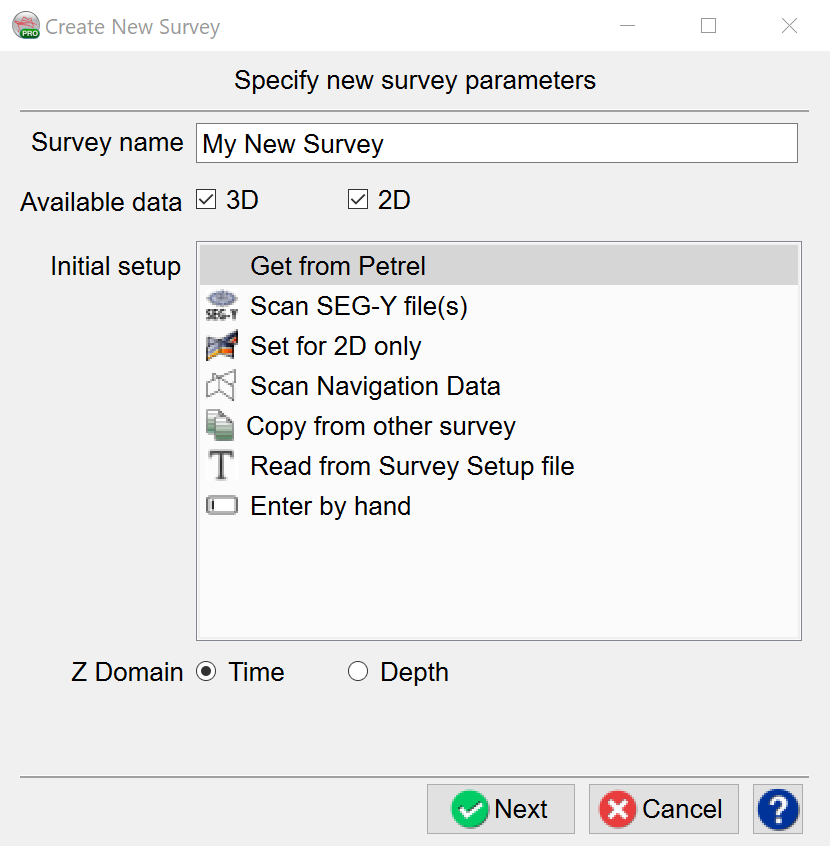 PRO Create New Survey
Specify new survey parameters
Survey name My New Survey
Available data 3D 2D
Initial setup Get from Petrel
SEG-Y Scan SEG-Y file(s)
Set for 2D only
Scan Navigation Data
Copy from other survey
T Read from Survey Setup file
Enter by hand
Z Domain Time Depth
Next Cancel ?